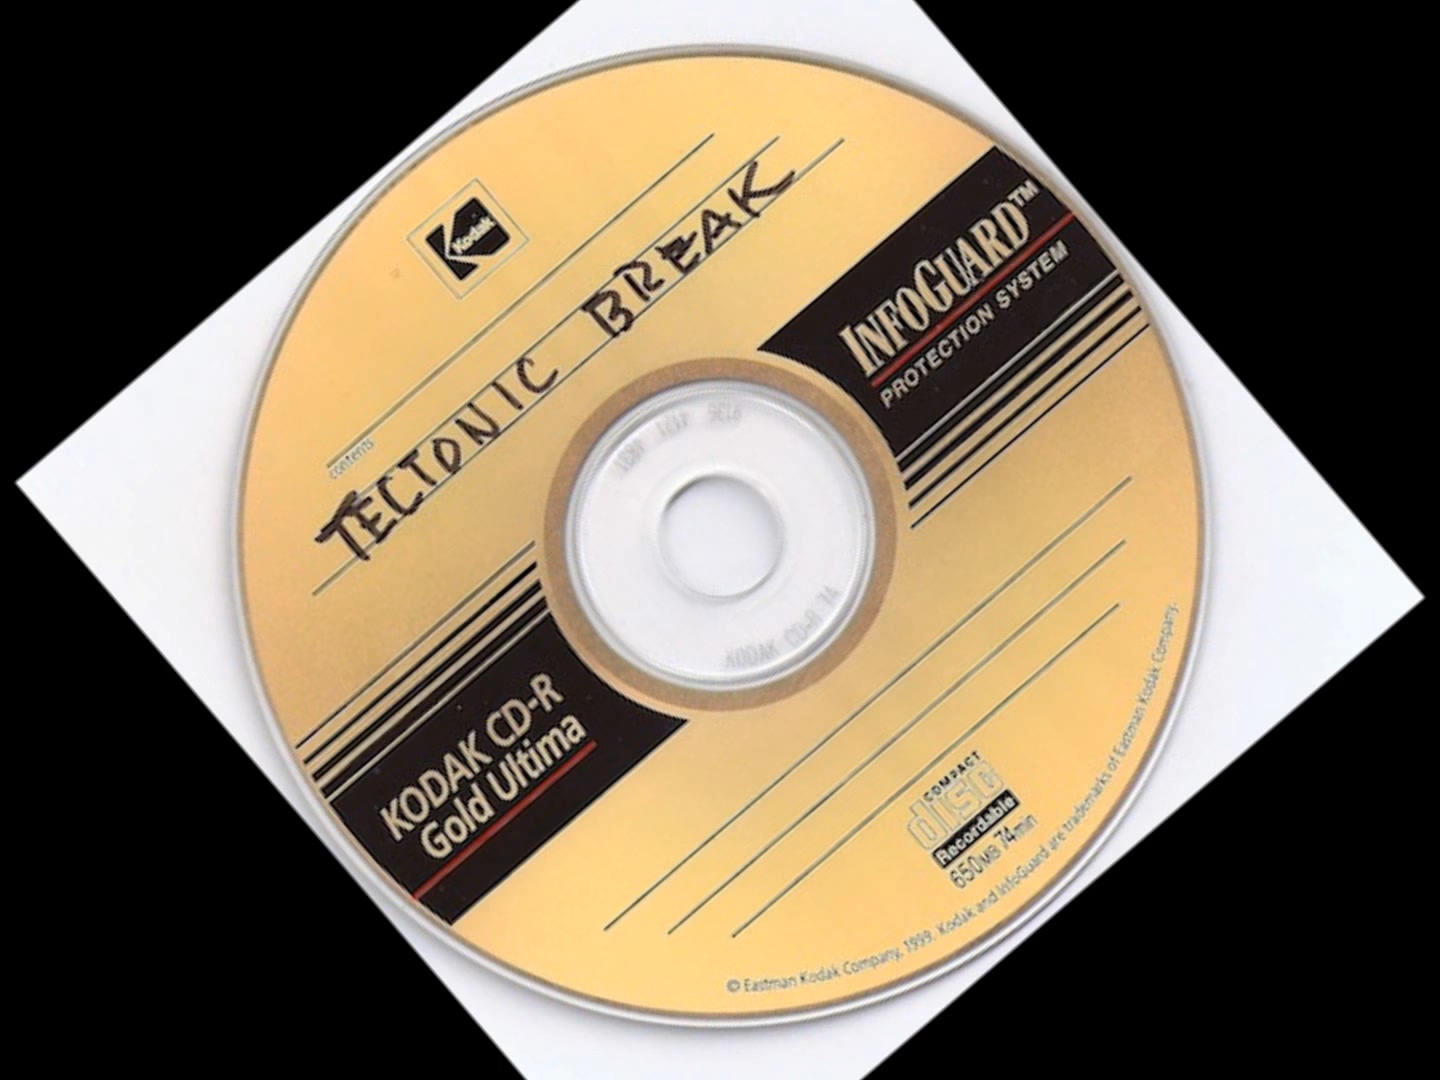 Kodak
contents
TECTONIC BREAK
INFOGUARD™
PROTECTION SYSTEM
KODAK CD-R
Gold Ultima
KODAK CD-R 74
COMPACT
disc
Recordable
650MB 74min
© Eastman Kodak Company, 1999. Kodak and InfoGuard are trademarks of Eastman Kodak Company.